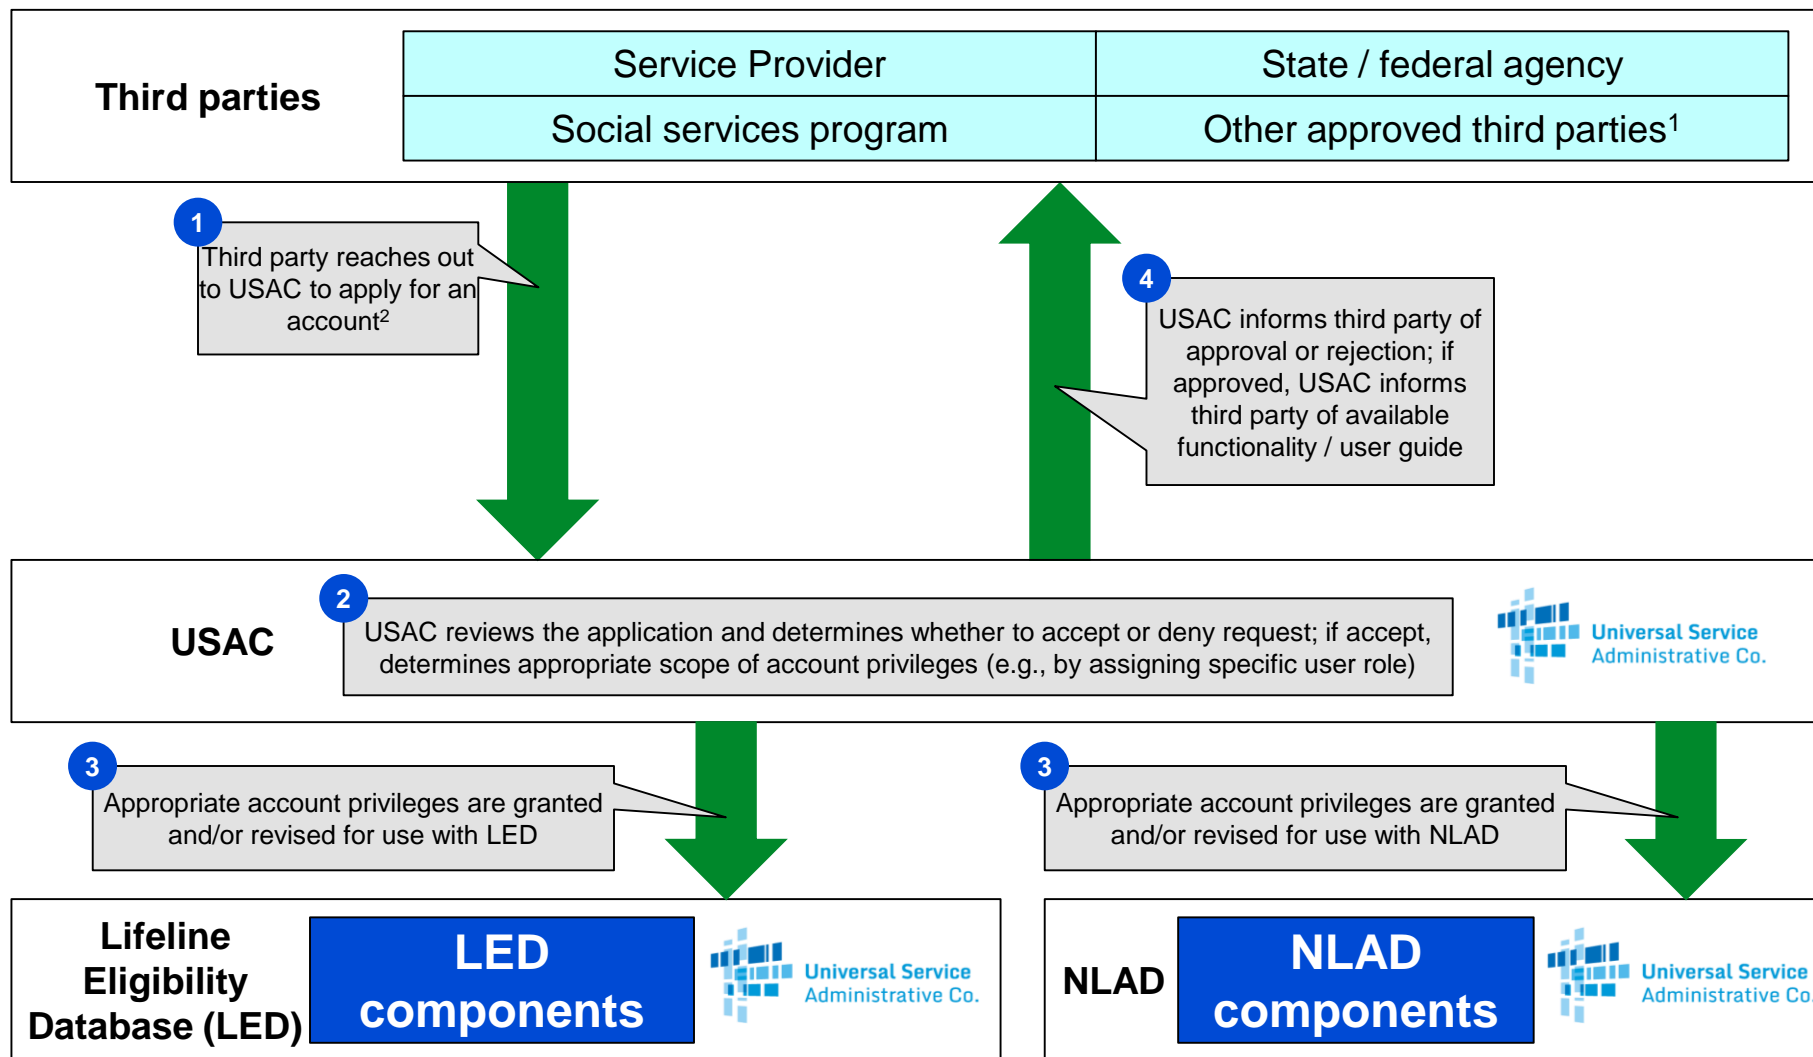 Third parties
Service Provider
State / federal agency
Social services program
Other approved third parties¹
1
Third party reaches out
to USAC to apply for an
account²
4
USAC informs third party of
approval or rejection; if
approved, USAC informs
third party of available
functionality / user guide
USAC
2
USAC reviews the application and determines whether to accept or deny request; if accept,
determines appropriate scope of account privileges (e.g., by assigning specific user role)
Universal Service
Administrative Co.
3
Appropriate account privileges are granted
and/or revised for use with LED
3
Appropriate account privileges are granted
and/or revised for use with NLAD
Lifeline
Eligibility
Database (LED)
LED
components
Universal Service
Administrative Co.
NLAD
NLAD
components
Universal Service
Administrative Co.